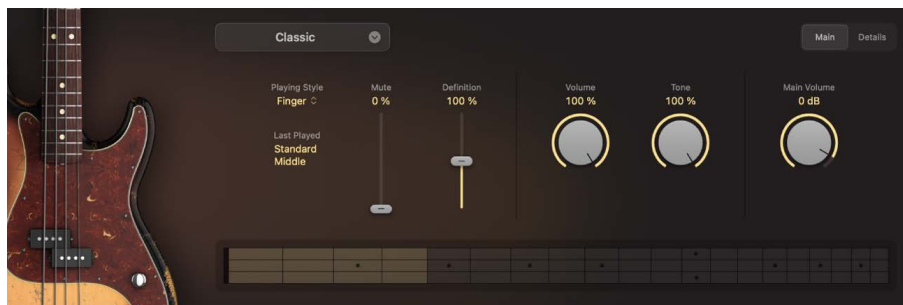 Classic
Main
Details
Playing Style
Finger
Mute
0 %
Definition
100 %
Volume
100 %
Tone
100 %
Main Volume
0 dB
Last Played
Standard
Middle